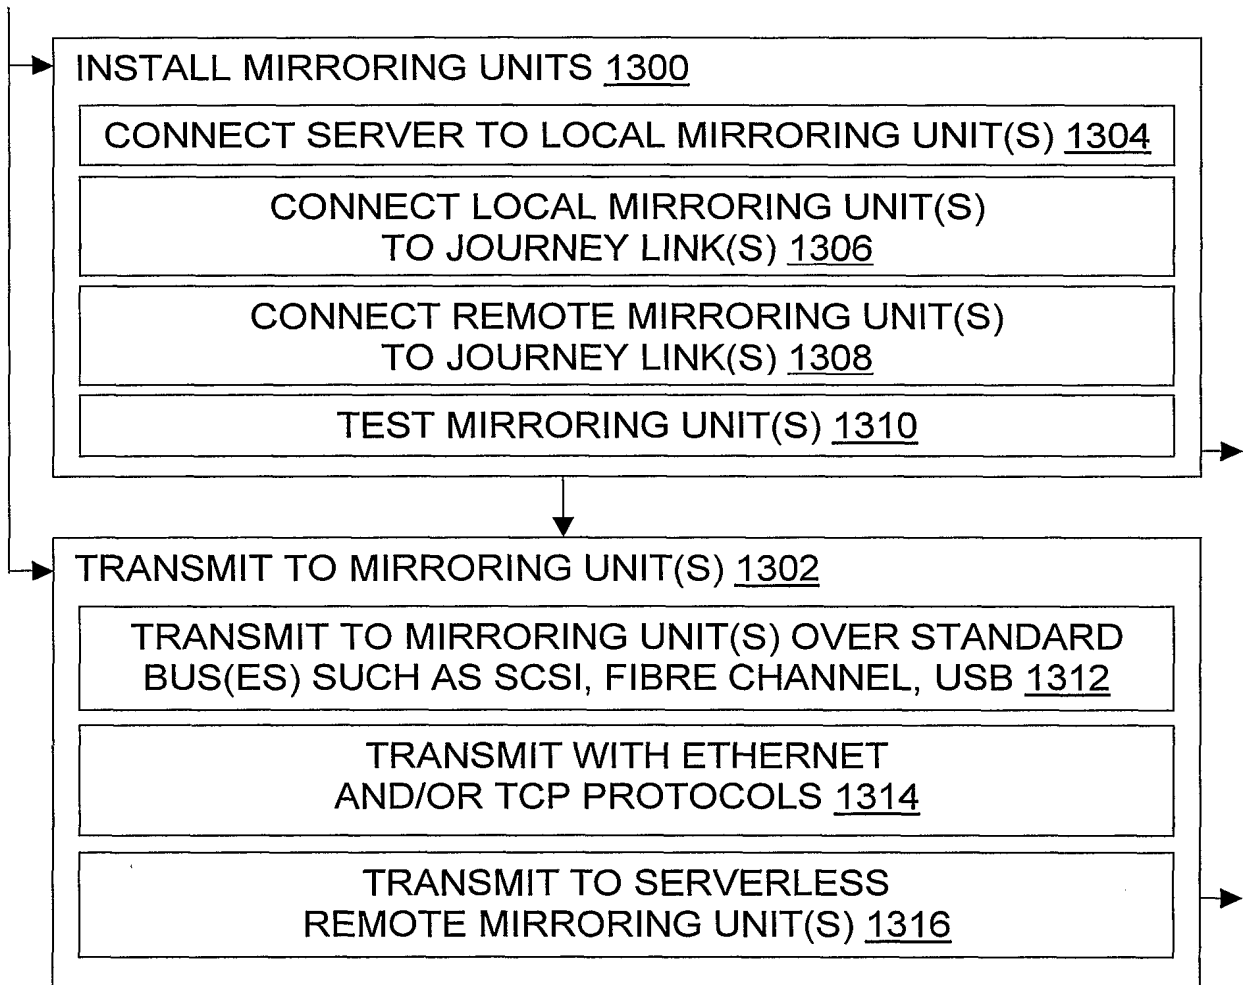 INSTALL MIRRORING UNITS 1300
CONNECT SERVER TO LOCAL MIRRORING UNIT(S) 1304
CONNECT LOCAL MIRRORING UNIT(S)
TO JOURNEY LINK(S) 1306
CONNECT REMOTE MIRRORING UNIT(S)
TO JOURNEY LINK(S) 1308
TEST MIRRORING UNIT(S) 1310
TRANSMIT TO MIRRORING UNIT(S) 1302
TRANSMIT TO MIRRORING UNIT(S) OVER STANDARD
BUS(ES) SUCH AS SCSI, FIBRE CHANNEL, USB 1312
TRANSMIT WITH ETHERNET
AND/OR TCP PROTOCOLS 1314
TRANSMIT TO SERVERLESS
REMOTE MIRRORING UNIT(S) 1316